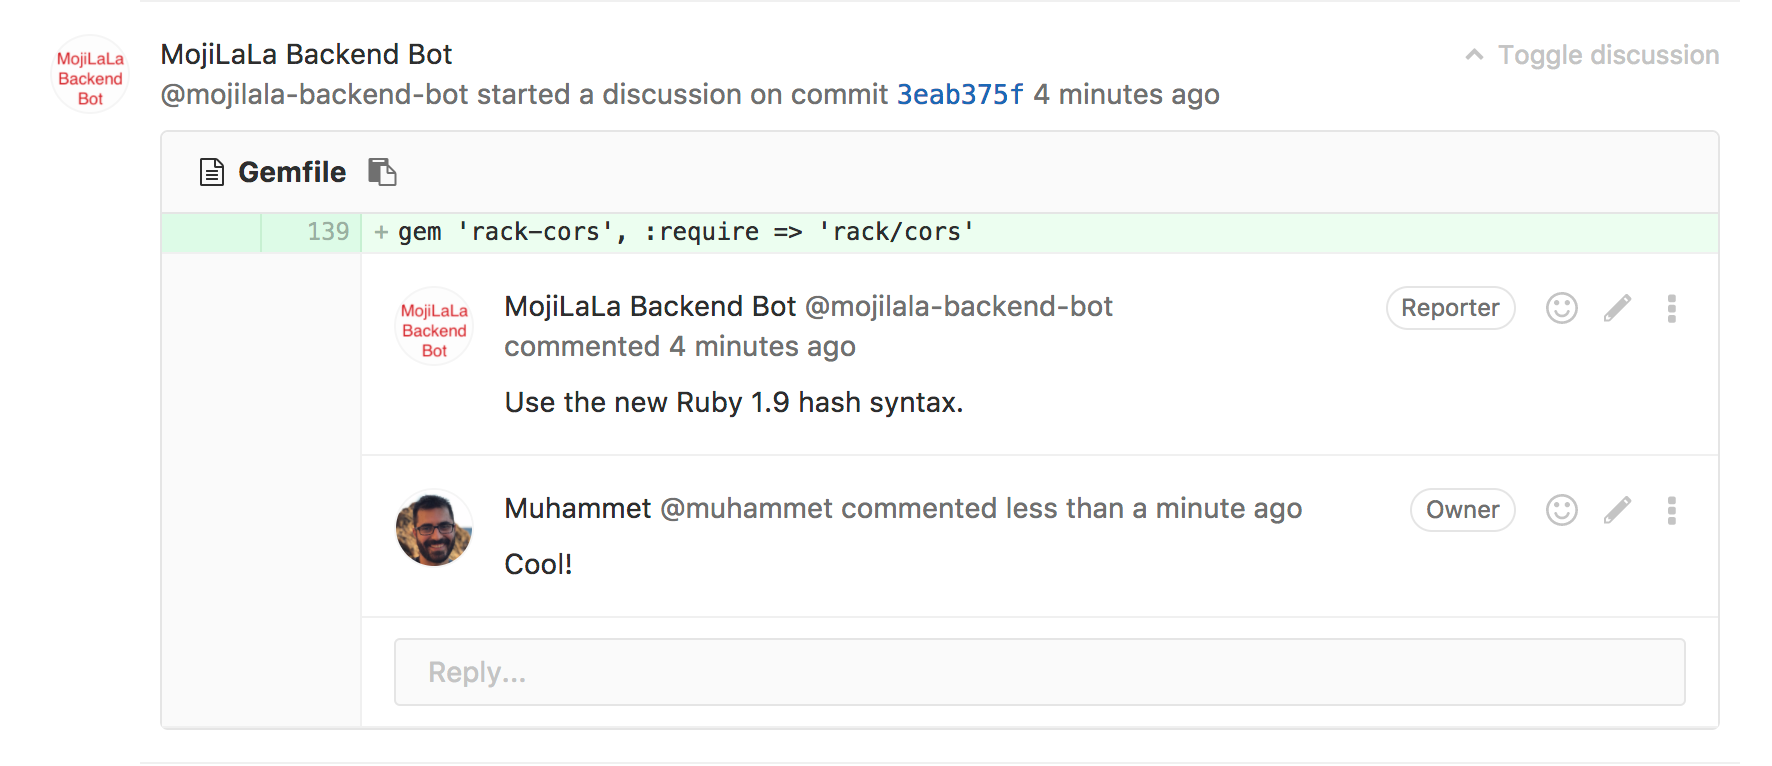 MojiLaLa
Backend
Bot
MojiLaLa Backend Bot
Toggle discussion
@mojilala-backend-bot started a discussion on commit 3eab375f 4 minutes ago
Gemfile
139 + gem 'rack-cors', :require => 'rack/cors'
MojiLaLa
Backend
Bot
MojiLaLa Backend Bot @mojilala-backend-bot
Reporter
commented 4 minutes ago
Use the new Ruby 1.9 hash syntax.
Muhammet @muhammet commented less than a minute ago
Owner
Cool!
Reply...